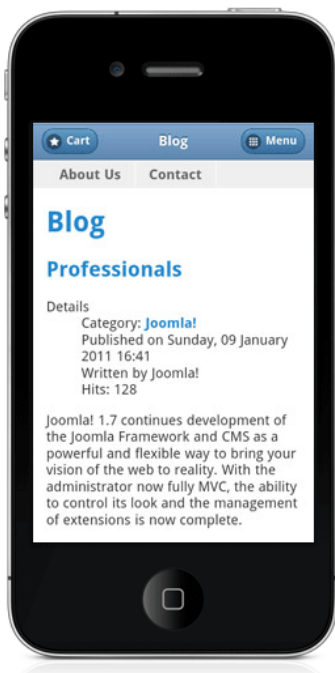 Cart Blog Menu
About Us Contact
Blog
Professionals
Details
Category: Joomla!
Published on Sunday, 09 January
2011 16:41
Written by Joomla!
Hits: 128
Joomla! 1.7 continues development of
the Joomla Framework and CMS as a
powerful and flexible way to bring your
vision of the web to reality. With the
administrator now fully MVC, the ability
to control its look and the management
of extensions is now complete.